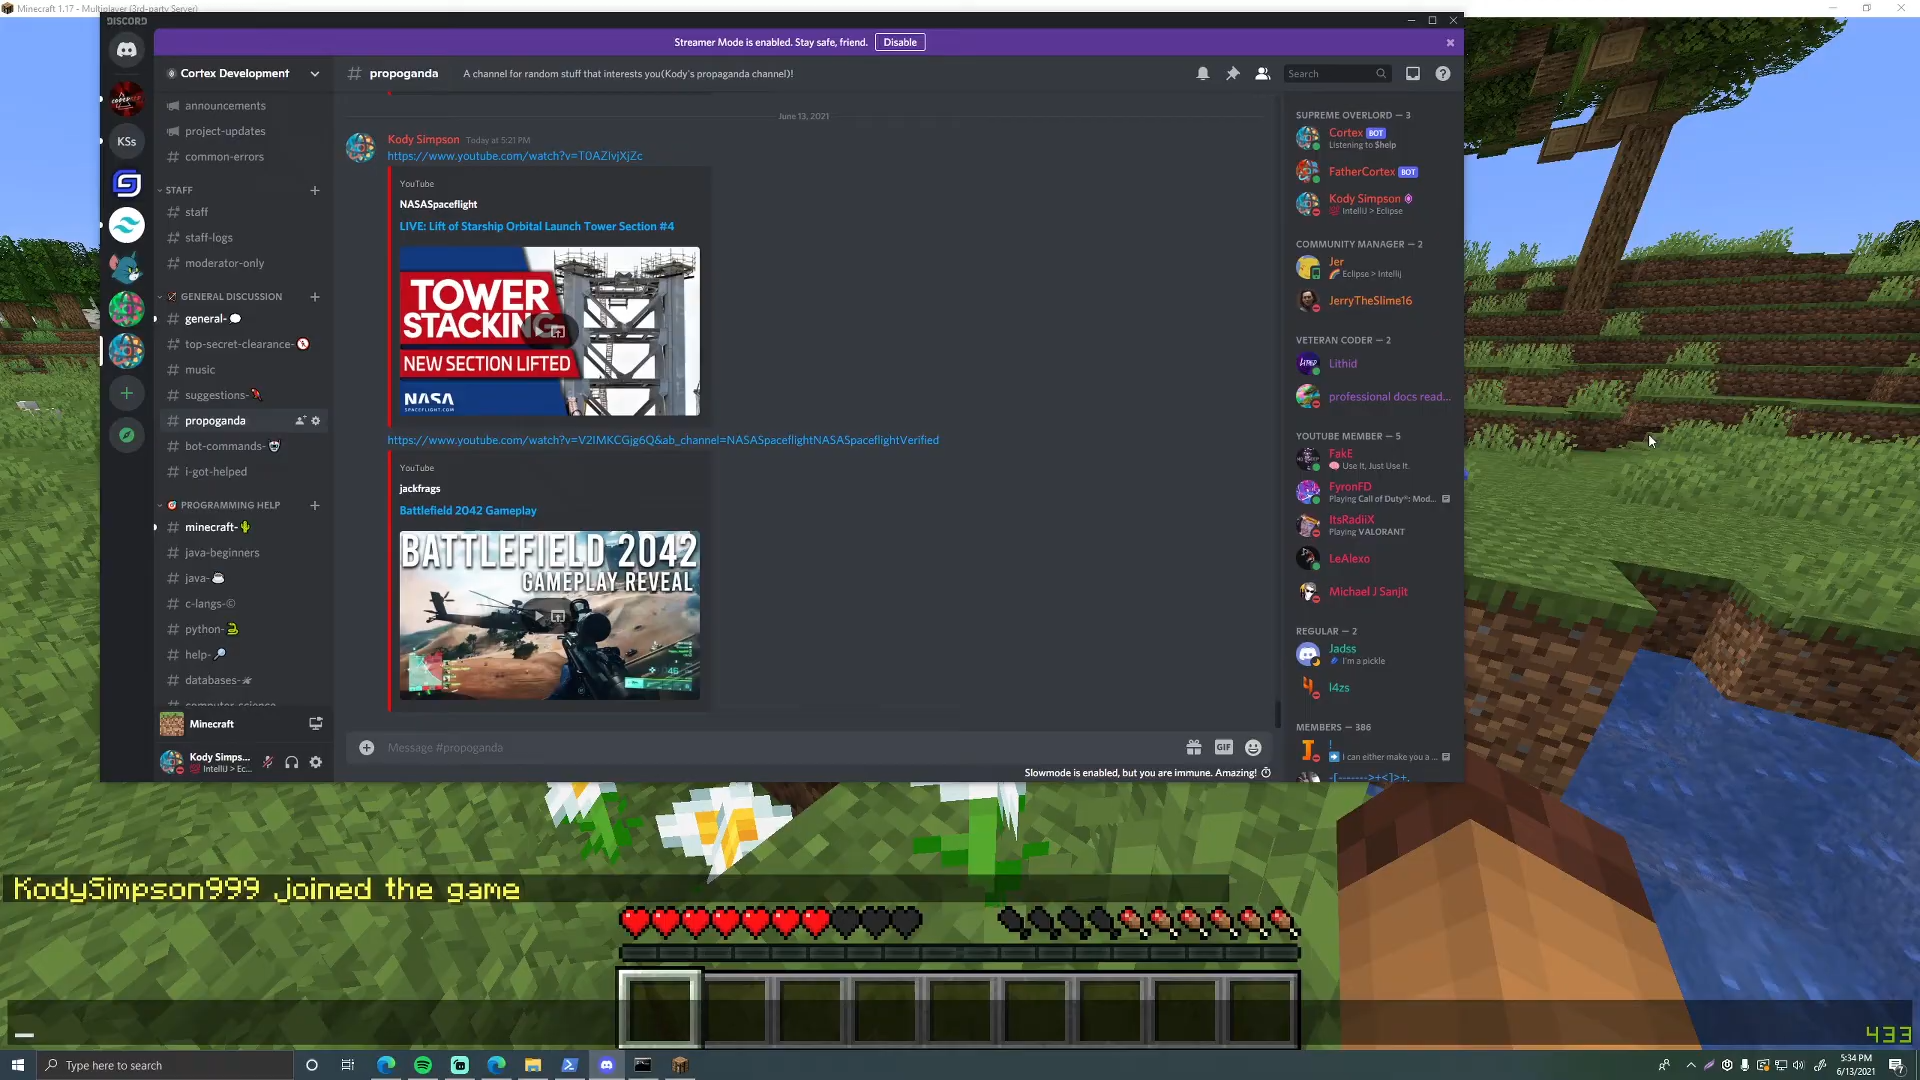 Minecraft 1.17 - Multiplayer (3rd-party Server)
DISCORD
Streamer Mode is enabled. Stay safe, friend.
Disable
Cortex Development
propoganda
A channel for random stuff that interests you(Kody's propaganda channel)!
Search
announcements
project-updates
common-errors
STAFF
staff
staff-logs
moderator-only
GENERAL DISCUSSION
general-
top-secret-clearance-
music
suggestions-
propoganda
bot-commands-
i-got-helped
PROGRAMMING HELP
minecraft-
java-beginners
java-
c-langs-©
python-
help-
databases-
computer-science
Minecraft
Kody Simps...
IntelliJ > Ec...
KSs
June 13, 2021
Kody Simpson Today at 5:21 PM
https://www.youtube.com/watch?v=T0AZIvjXjZc
YouTube
NASASpaceflight
LIVE: Lift of Starship Orbital Launch Tower Section #4
TOWER
STACKING
NEW SECTION LIFTED
NASA
SPACEFLIGHT.COM
https://www.youtube.com/watch?v=V2IMKCGjg6Q&ab_channel=NASASpaceflightNASASpaceflightVerified
YouTube
jackfrags
Battlefield 2042 Gameplay
BATTLEFIELD 2042
GAMEPLAY REVEAL
Message #propoganda
GIF
Slowmode is enabled, but you are immune. Amazing!
SUPREME OVERLORD — 3
Cortex BOT
Listening to $help
FatherCortex BOT
Kody Simpson
IntelliJ > Eclipse
COMMUNITY MANAGER — 2
Jer
Eclipse > Intellij
JerryTheSlime16
VETERAN CODER — 2
Lithid
professional docs read...
YOUTUBE MEMBER — 5
FakE
Use It, Just Use It.
FyronFD
Playing Call of Duty®: Mod...
ItsRadiiX
Playing VALORANT
LeAlexo
Michael J Sanjit
REGULAR — 2
Jadss
I'm a pickle
l4zs
MEMBERS — 386
I can either make you a ...
-[------->+<]>+.
KodySimpson999 joined the game
433
Type here to search
5:34 PM
6/13/2021